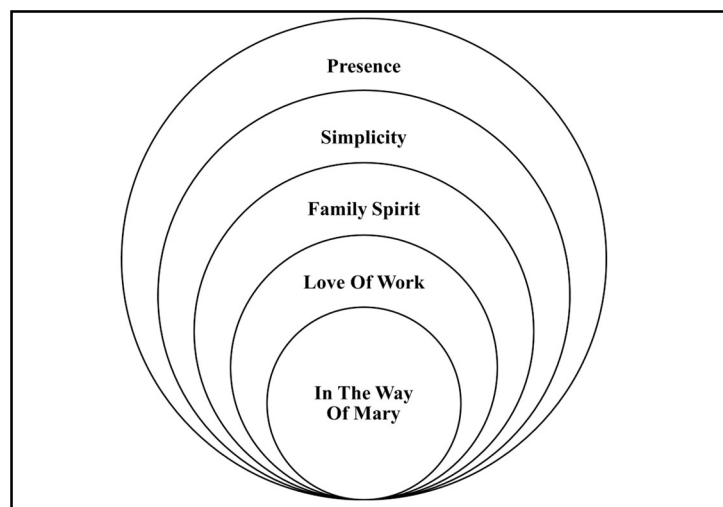 Presence
Simplicity
Family Spirit
Love Of Work
In The Way
Of Mary